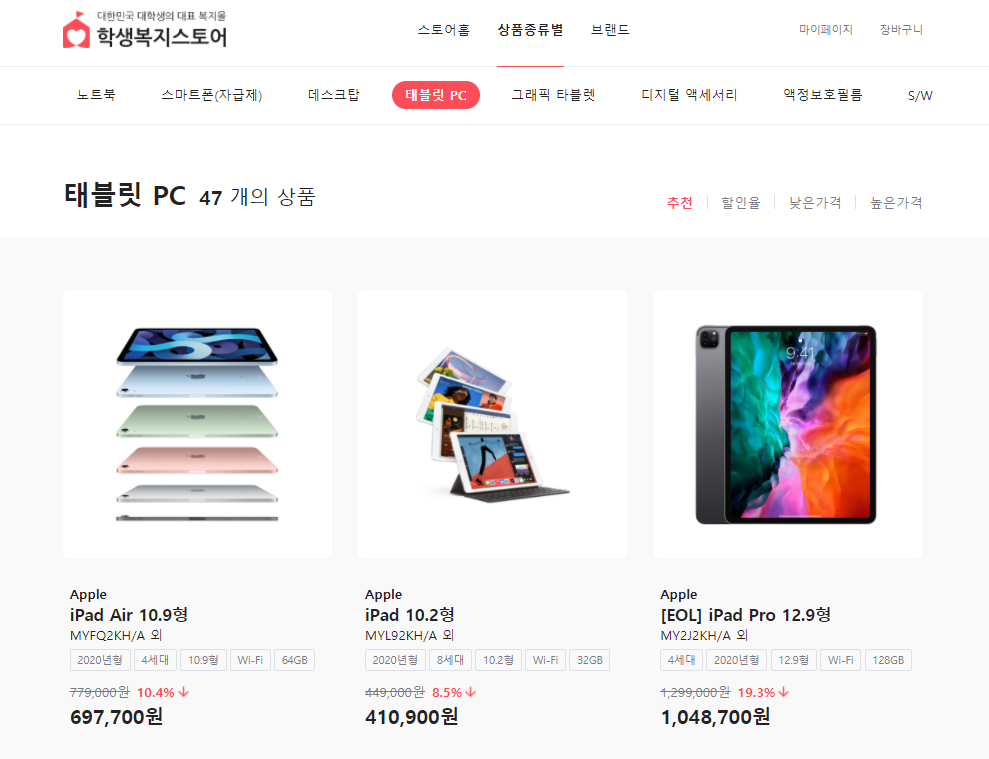 대한민국 대학생의 대표 복지몰
학생복지스토어
스토어홈 상품종류별 브랜드
마이페이지 장바구니
노트북 스마트폰(자급제) 데스크탑 태블릿 PC 그래픽 타블렛 디지털 액세서리 액정보호필름 S/W
태블릿 PC 47 개의 상품
추천 할인율 낮은가격 높은가격
9:41
Apple
iPad Air 10.9형
MYFQ2KH/A 외
2020년형 4세대 10.9형 Wi-Fi 64GB
779,000원 10.4%↓
697,700원
Apple
iPad 10.2형
MYL92KH/A 외
2020년형 8세대 10.2형 Wi-Fi 32GB
449,000원 8.5%↓
410,900원
Apple
[EOL] iPad Pro 12.9형
MY2J2KH/A 외
4세대 2020년형 12.9형 Wi-Fi 128GB
1,299,000원 19.3%↓
1,048,700원